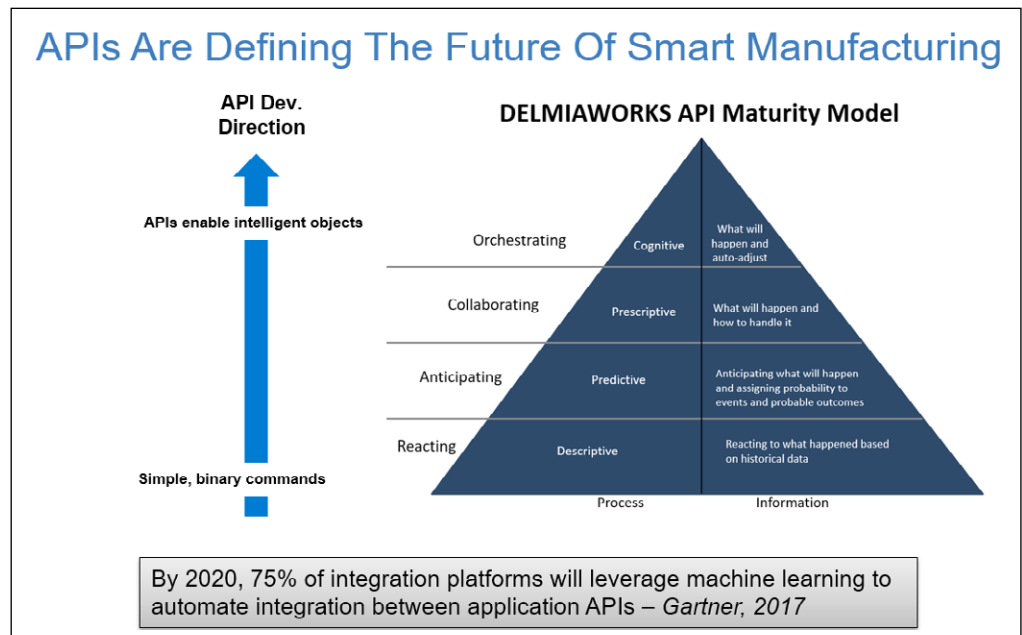 APIs Are Defining The Future Of Smart Manufacturing
API Dev.
Direction
DELMIAWORKS API Maturity Model
APIs enable intelligent objects
Orchestrating
Cognitive
What will
happen and
auto-adjust
Collaborating
Prescriptive
What will happen and
how to handle it
Anticipating
Predictive
Anticipating what will happen
and assigning probability to
events and probable outcomes
Reacting
Descriptive
Reacting to what happened based
on historical data
Simple, binary commands
Process
Information
By 2020, 75% of integration platforms will leverage machine learning to
automate integration between application APIs – Gartner, 2017